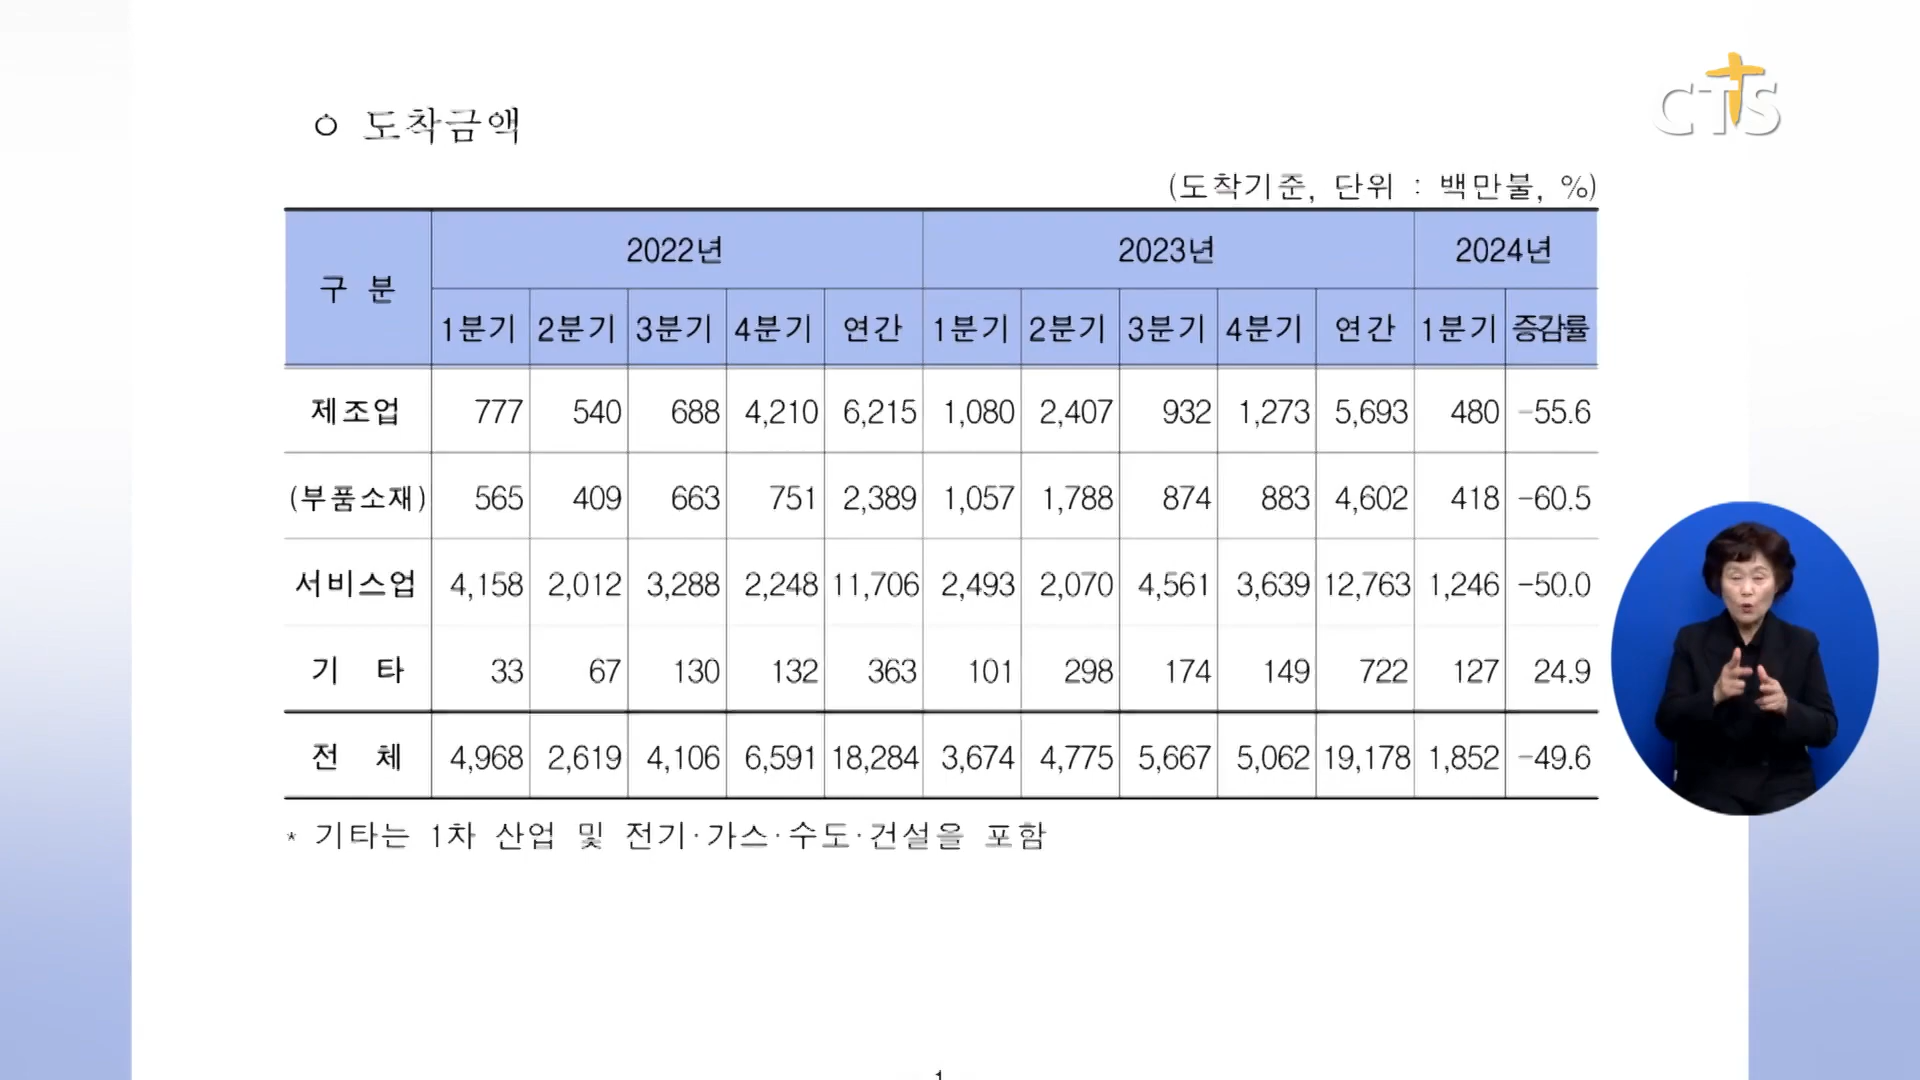 CTS
ㅇ 도착금액
(도착기준, 단위 : 백만불, %)
구 분 2022년 2023년 2024년
1분기 2분기 3분기 4분기 연간 1분기 2분기 3분기 4분기 연간 1분기 증감률
제조업 777 540 688 4,210 6,215 1,080 2,407 932 1,273 5,693 480 -55.6
(부품소재) 565 409 663 751 2,389 1,057 1,788 874 883 4,602 418 -60.5
서비스업 4,158 2,012 3,288 2,248 11,706 2,493 2,070 4,561 3,639 12,763 1,246 -50.0
기 타 33 67 130 132 363 101 298 174 149 722 127 24.9
전 체 4,968 2,619 4,106 6,591 18,284 3,674 4,775 5,667 5,062 19,178 1,852 -49.6
* 기타는 1차 산업 및 전기·가스·수도·건설을 포함
1